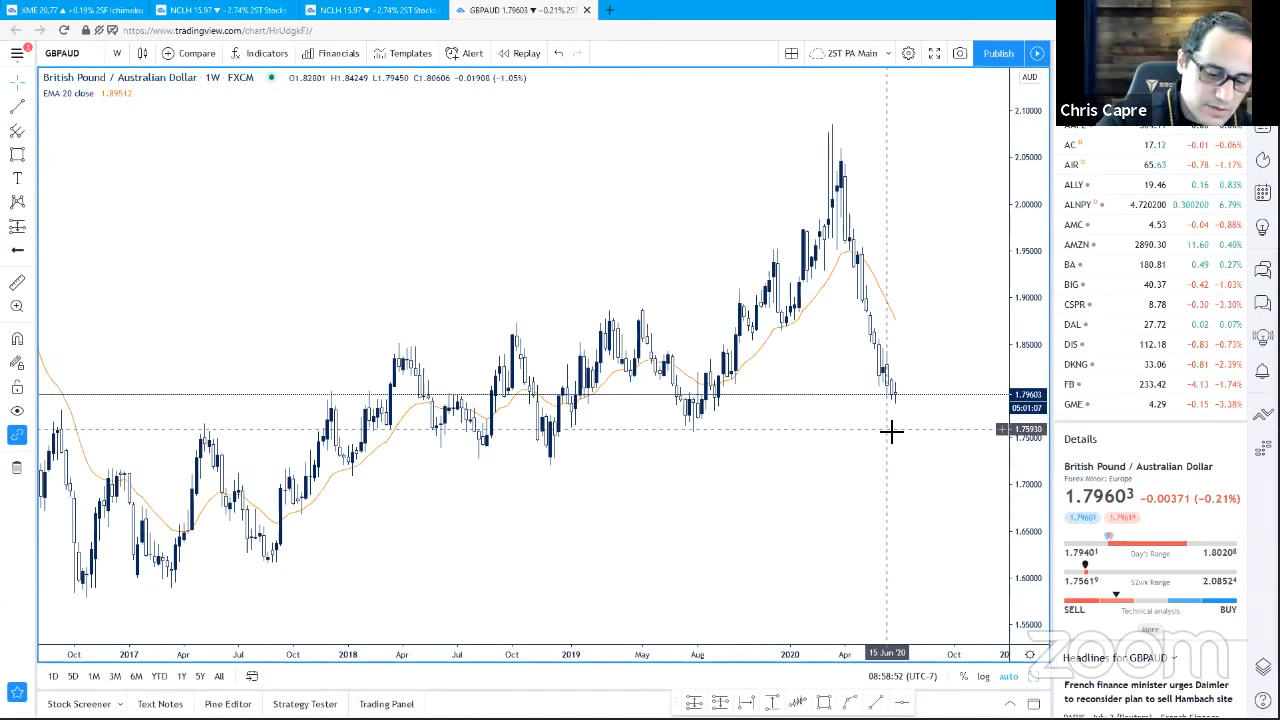 XME 20.77 ▲ +0.19% 2ST Ichimoku
NCLH 15.97 ▼ −2.74% 2ST Stocks
NCLH 15.97 ▼ −2.74% 2ST Stocks
GBPAUD 1.79603 ▼ −0.21% 2ST
https://www.tradingview.com/chart/HrUdgkFJ/
GBPAUD W Compare Indicators Financials Templates Alert Replay 2ST PA Main Publish
British Pound / Australian Dollar · 1W · FXCM
L1.79450 C1.80606 −0.01908 (−1.05%)
EMA 20 close 1.89512
AUD
2.10000
2.05000
2.00000
1.95000
1.90000
1.85000
1.79603
05:01:07
1.75930
1.75000
1.70000
1.65000
1.60000
1.55000
Oct 2017 Apr Jul Oct 2018 Apr Jul Oct 2019 May Aug 2020 Apr 15 Jun '20 Oct
1D 5D 1M 3M 6M YTD 1Y 5Y All
08:58:52 (UTC-7) % log auto
Stock Screener Text Notes Pine Editor Strategy Tester Trading Panel
Chris Capre
AC 17.12 −0.01 −0.06%
AIR 65.63 −0.78 −1.17%
ALLY 19.46 0.16 0.83%
ALNPY 4.720200 0.300200 6.79%
AMC 4.53 −0.04 −0.88%
AMZN 2890.30 11.60 0.40%
BA 180.81 0.49 0.27%
BIG 40.37 −0.42 −1.03%
CSPR 8.78 −0.30 −3.30%
DAL 27.72 0.02 0.07%
DIS 112.18 −0.83 −0.73%
DKNG 33.06 −0.81 −2.39%
FB 233.42 −4.13 −1.74%
GME 4.29 −0.15 −3.38%
Details
British Pound / Australian Dollar
Forex Minor: Europe
1.79603 −0.00371 (−0.21%)
1.79603 1.79619
1.79401 Day's Range 1.80208
1.75619 52wk Range 2.08524
SELL Technical analysis BUY
More
zoom
Headlines for GBPAUD
French finance minister urges Daimler
to reconsider plan to sell Hambach site